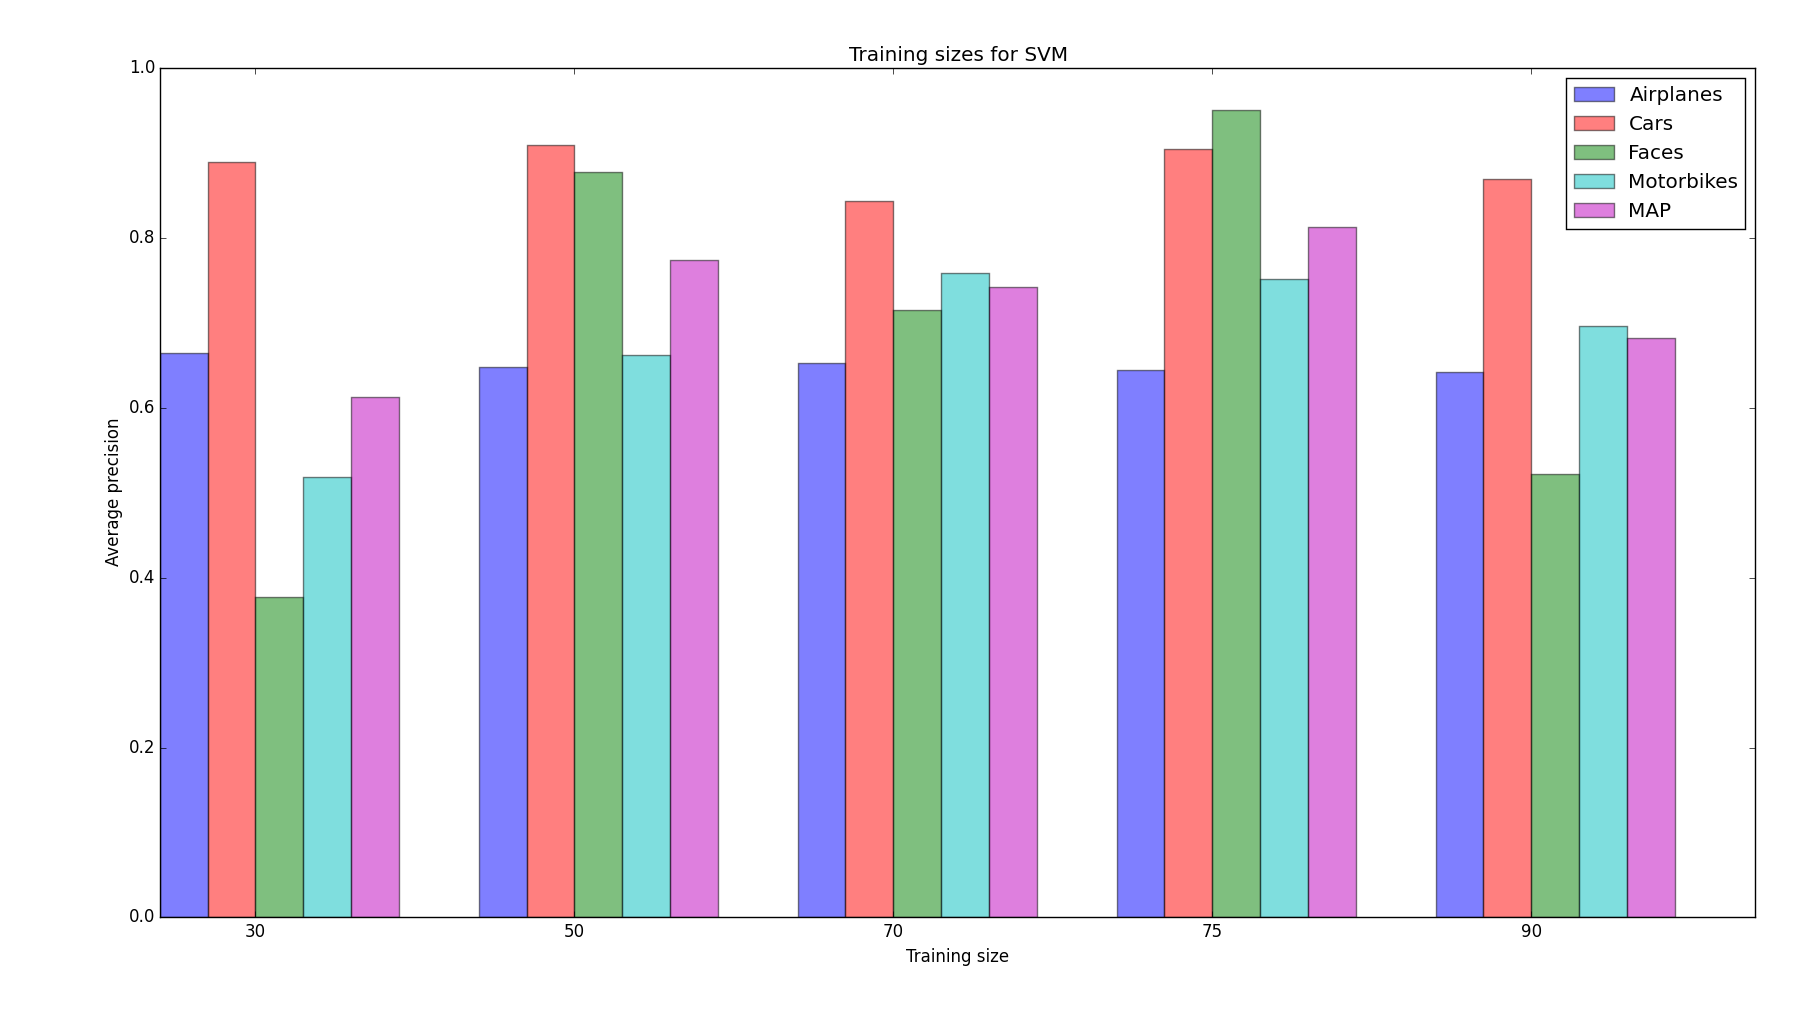 Training sizes for SVM
1.0
0.8
0.6
0.4
0.2
0.0
Average precision
Airplanes
Cars
Faces
Motorbikes
MAP
30 50 70 75 90
Training size